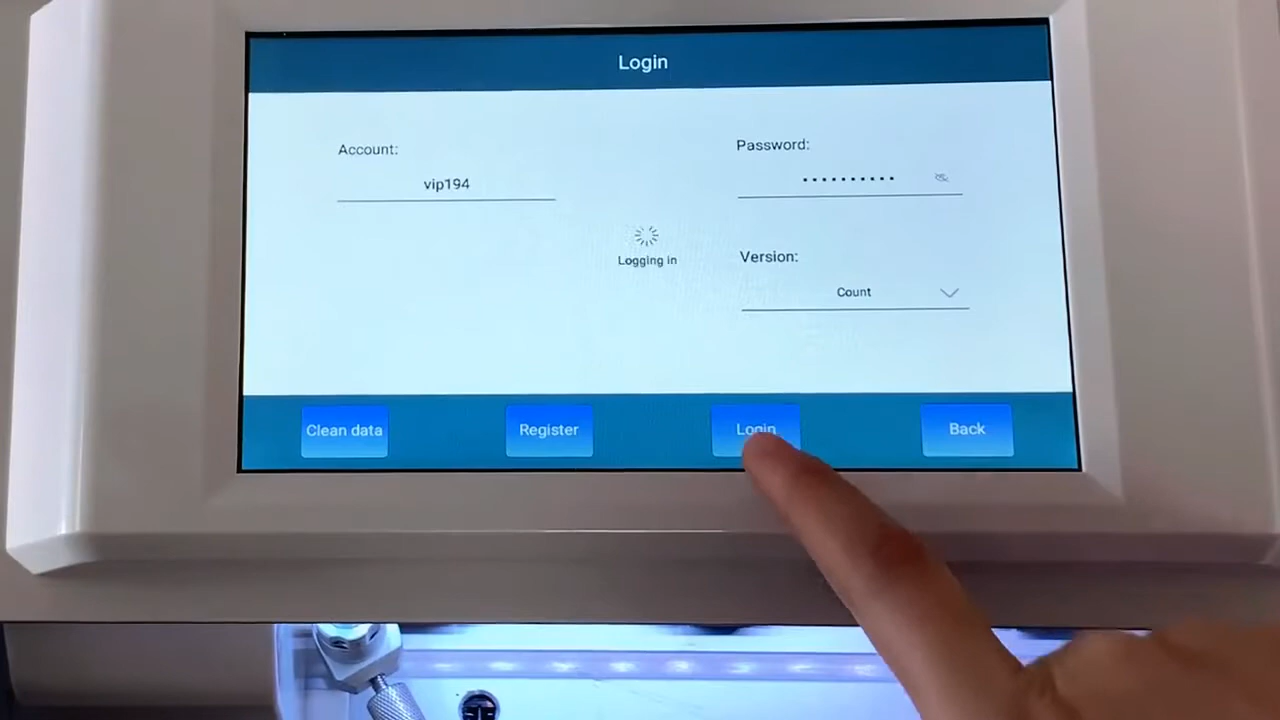 Login
Account:
vip194
Password:
••••••••••
Logging in
Version:
Count
Clean data
Register
Login
Back